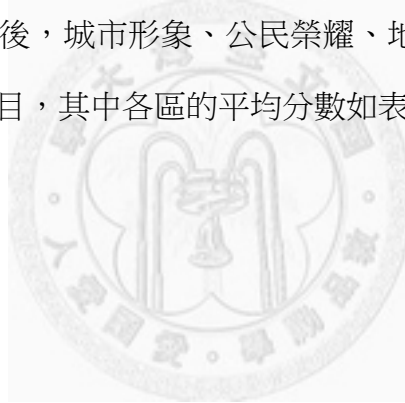 後，城市形象、公民榮耀、地
目，其中各區的平均分數如表